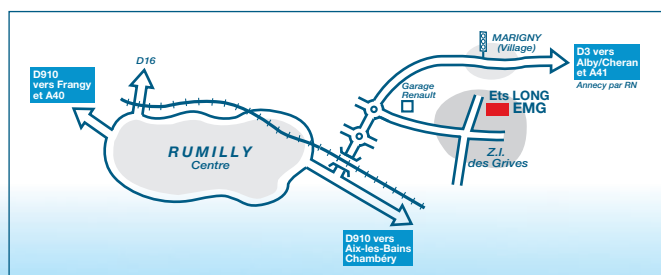 D910
vers Frangy
et A40
D16
MARIGNY
(Village)
D3 vers
Alby/Cheran
et A41
Annecy par RN
Garage
Renault
Ets LONG
EMG
RUMILLY
Centre
Z.I.
des Grives
D910 vers
Aix-les-Bains
Chambéry